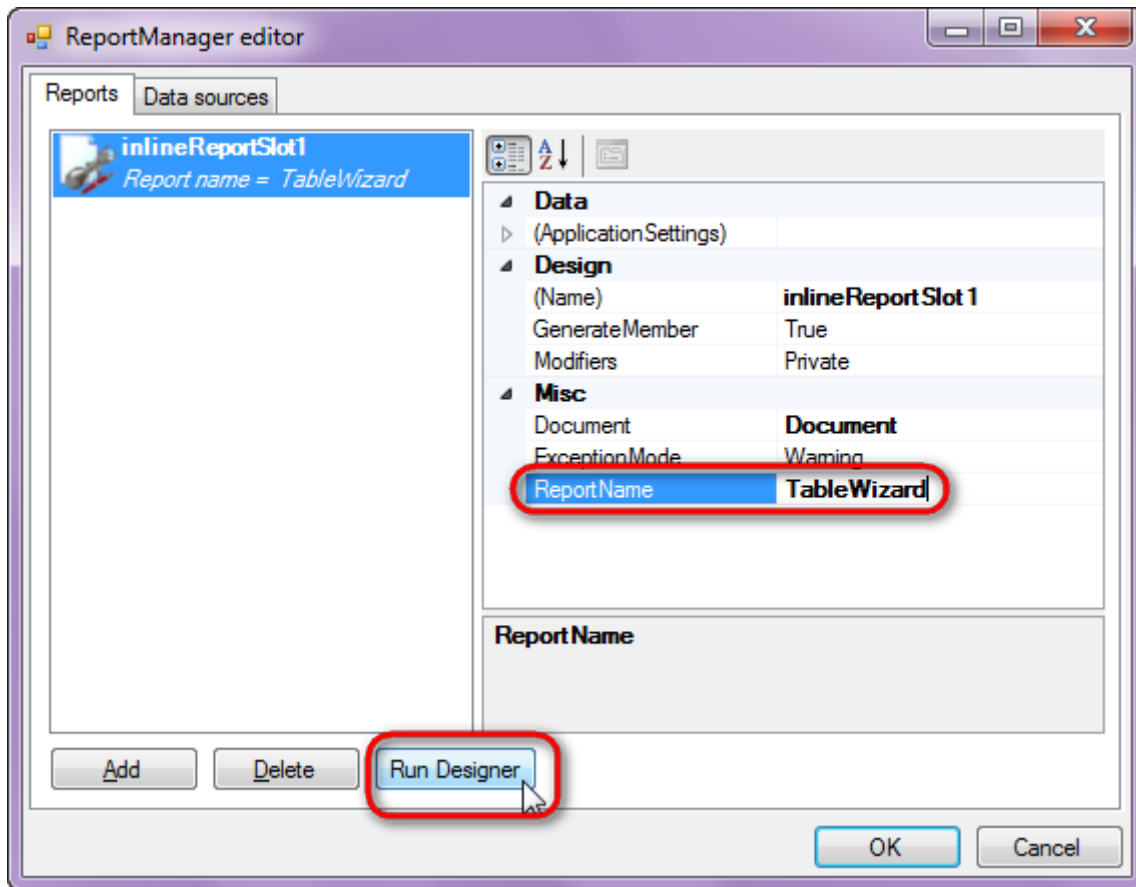 ReportManager editor
Reports Data sources
inlineReportSlot1
Report name = TableWizard
A
Z
Data
(ApplicationSettings)
Design
(Name) inlineReportSlot1
GenerateMember True
Modifiers Private
Misc
Document Document
ExceptionMode Warning
ReportName TableWizard
ReportName
Add Delete Run Designer
OK Cancel